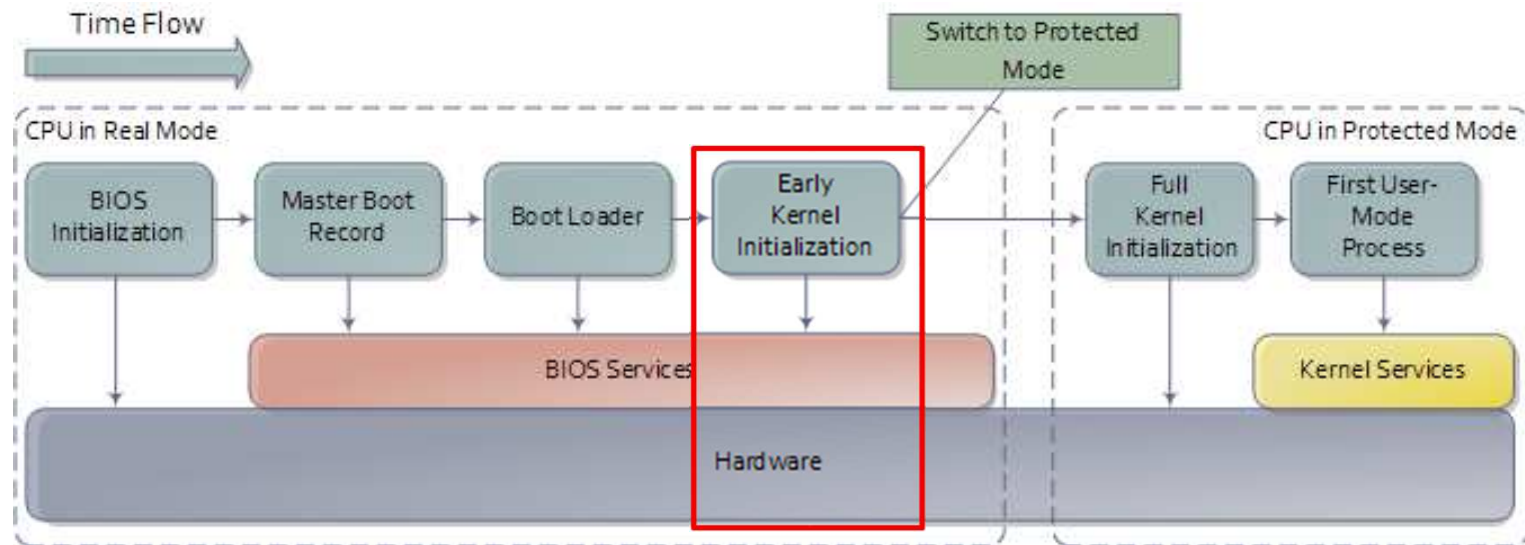 Time Flow
Switch to Protected
Mode
CPU in Real Mode
CPU in Protected Mode
BIOS
Initialization
Master Boot
Record
Boot Loader
Early
Kernel
Initialization
Full
Kernel
Initialization
First User-
Mode
Process
BIOS Services
Kernel Services
Hardware